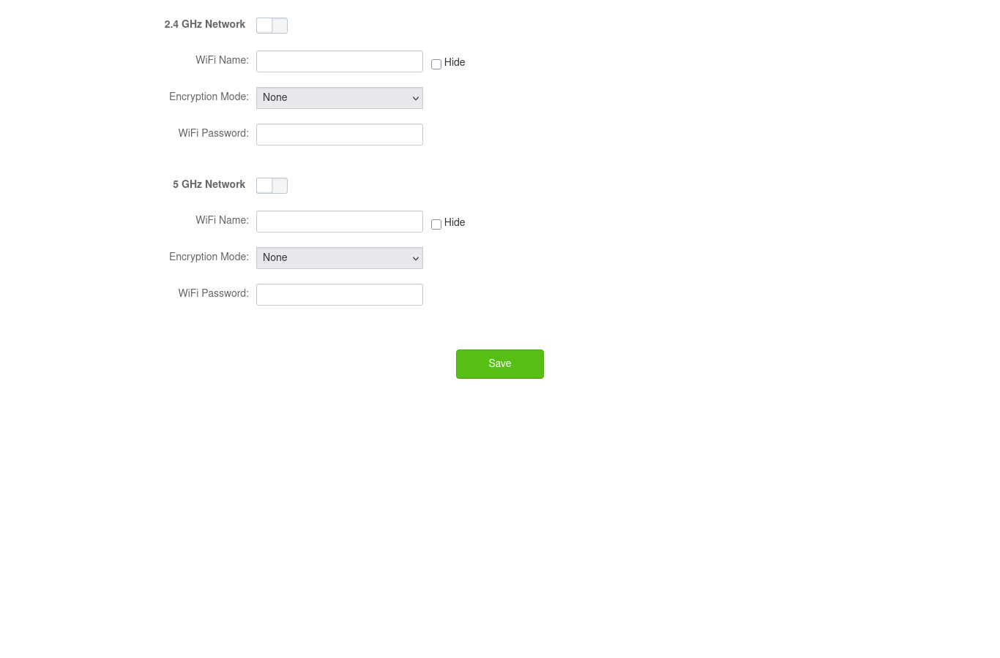 2.4 GHz Network
WiFi Name: Hide
Encryption Mode: None
WiFi Password:
5 GHz Network
WiFi Name: Hide
Encryption Mode: None
WiFi Password:
Save